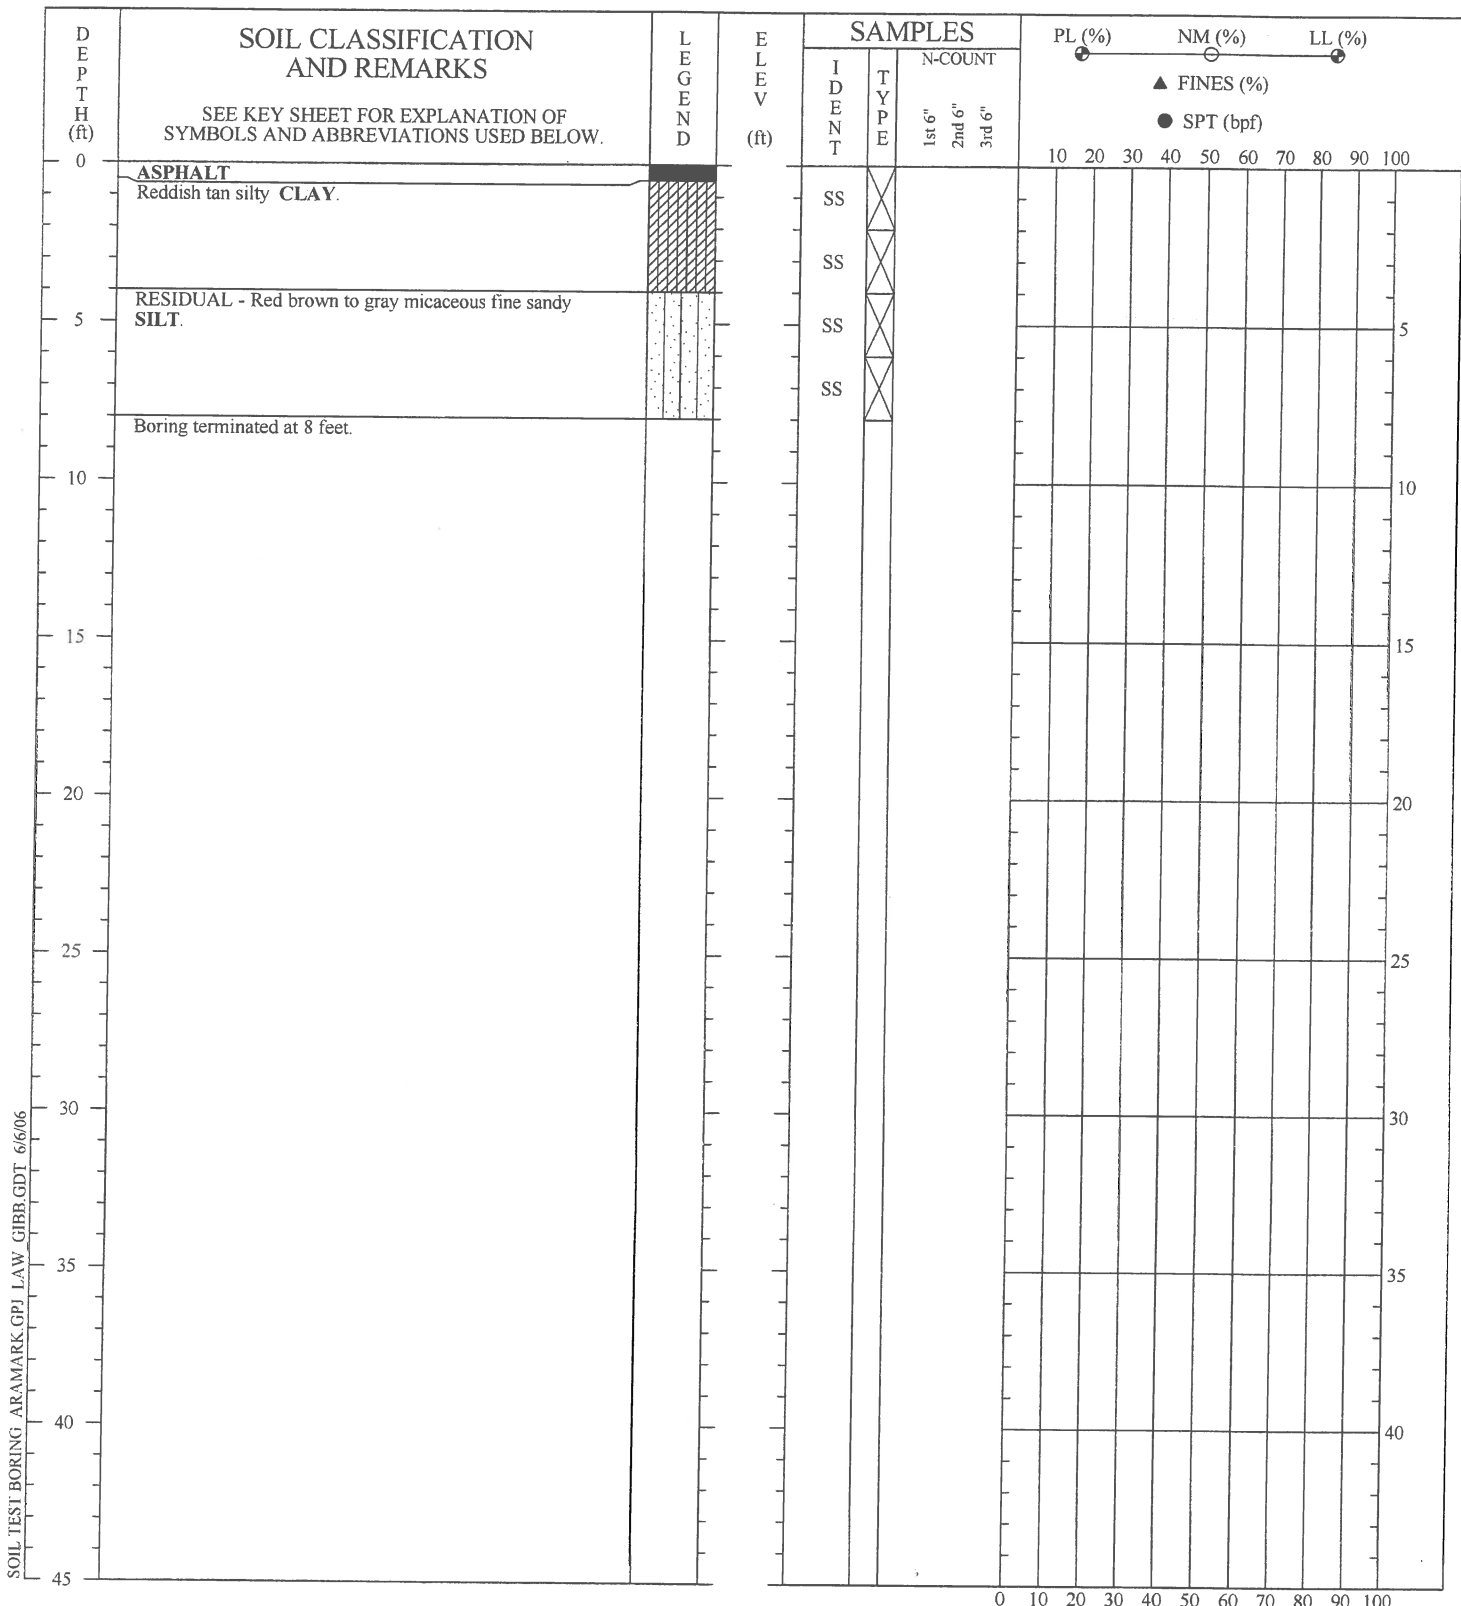 DEPTH
(ft)
SOIL CLASSIFICATION
AND REMARKS
SEE KEY SHEET FOR EXPLANATION OF
SYMBOLS AND ABBREVIATIONS USED BELOW.
LEGEND
ELEV
(ft)
SAMPLES
IDENT
TYPE
N-COUNT
1st 6"
2nd 6"
3rd 6"
PL (%) NM (%) LL (%)
▲ FINES (%)
● SPT (bpf)
10 20 30 40 50 60 70 80 90 100
0
ASPHALT
Reddish tan silty CLAY.
SS
SS
RESIDUAL - Red brown to gray micaceous fine sandy
SILT.
5
SS
5
SS
Boring terminated at 8 feet.
10
10
15
15
20
20
25
25
30
30
35
35
40
40
45
0 10 20 30 40 50 60 70 80 90 100
SOIL TEST BORING ARAMARK.GPJ LAW_GIBB.GDT 6/6/06